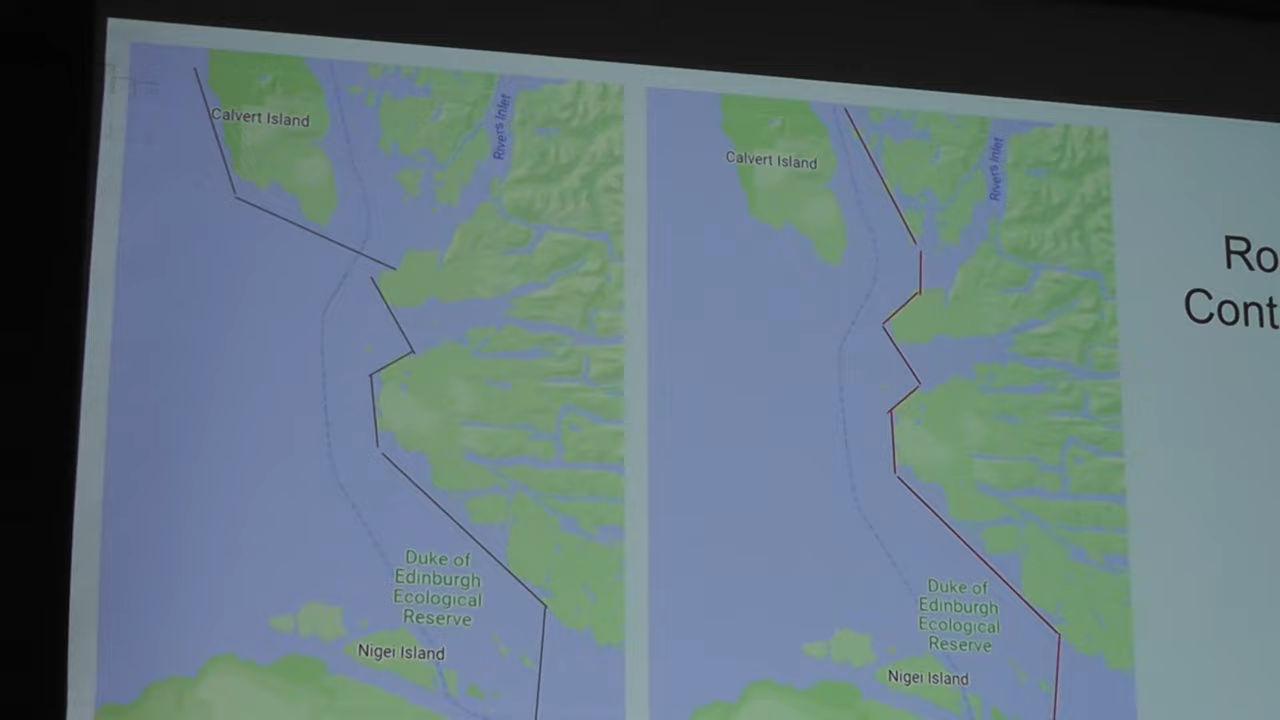 Calvert Island
Rivers Inlet
Duke of
Edinburgh
Ecological
Reserve
Nigei Island
Calvert Island
Rivers Inlet
Duke of
Edinburgh
Ecological
Reserve
Nigei Island
Ro
Cont